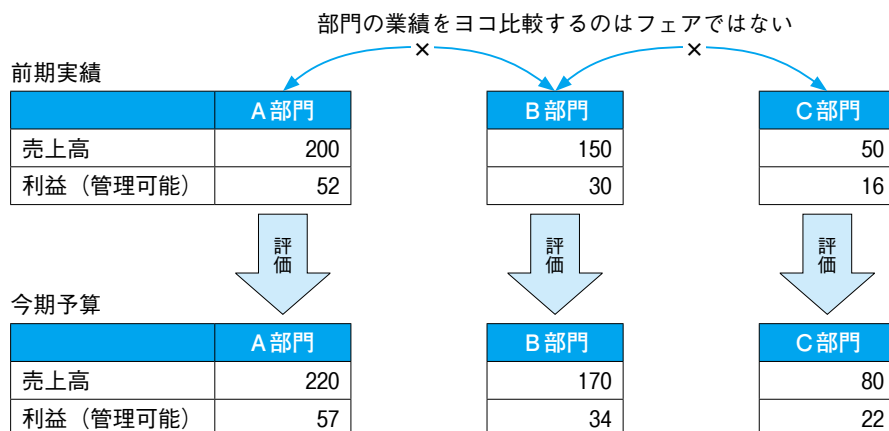 部門の業績をヨコ比較するのはフェアではない
× ×
前期実績
A部門 B部門 C部門
売上高 200 150 50
利益（管理可能） 52 30 16
評価 評価 評価
今期予算
A部門 B部門 C部門
売上高 220 170 80
利益（管理可能） 57 34 22